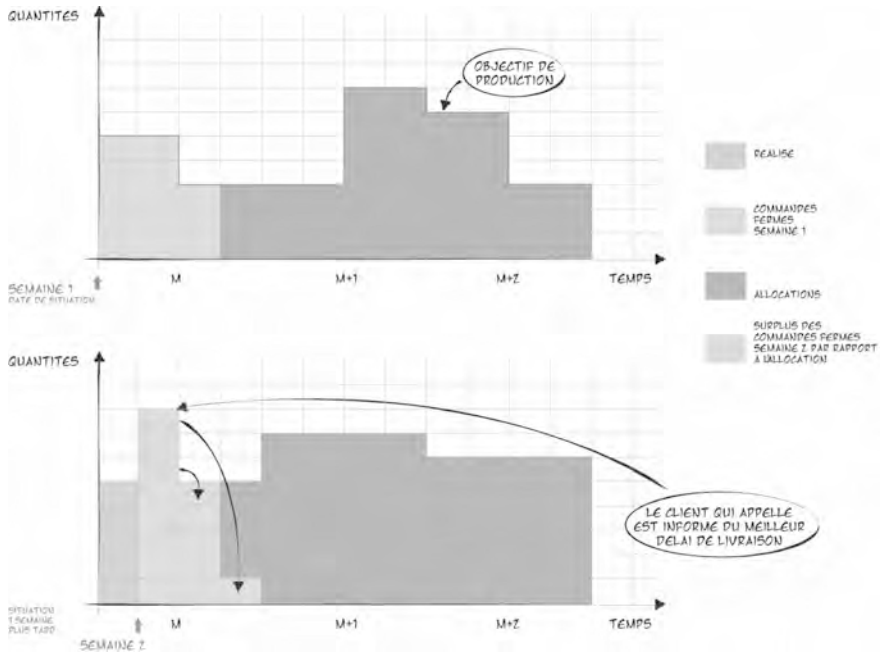 QUANTITES
OBJECTIF DE
PRODUCTION
REALISE
COMMANDES
FERMES
SEMAINE 1
ALLOCATIONS
SURPLUS DES
COMMANDES FERMES
SEMAINE 2 PAR RAPPORT
A L'ALLOCATION
M
M+1
M+2
TEMPS
SEMAINE 1
DATE DE SITUATION
QUANTITES
LE CLIENT QUI APPELLE
EST INFORME DU MEILLEUR
DELAI DE LIVRAISON
SITUATION
1 SEMAINE
PLUS TARD
M
M+1
M+2
TEMPS
SEMAINE 2